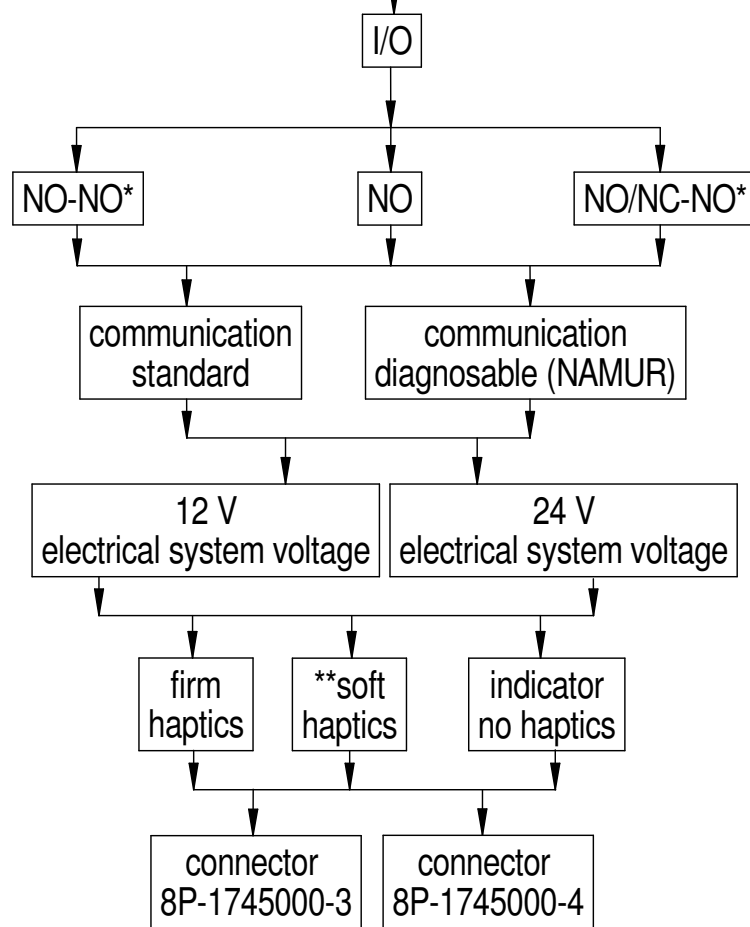 I/O
NO-NO*
NO
NO/NC-NO*
communication
standard
communication
diagnosable (NAMUR)
12 V
electrical system voltage
24 V
electrical system voltage
firm
haptics
**soft
haptics
indicator
no haptics
connector
8P-1745000-3
connector
8P-1745000-4